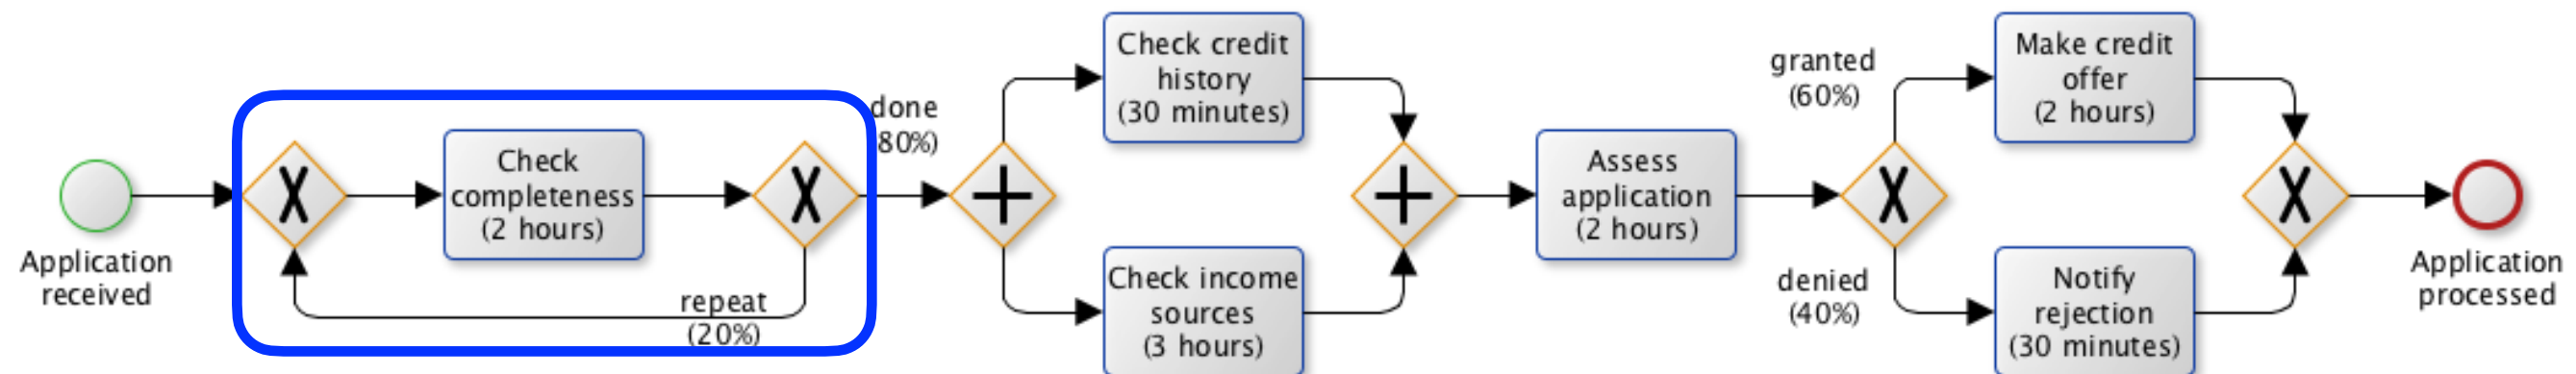 Application
received
Check
completeness
(2 hours)
repeat
(20%)
done
80%)
Check credit
history
(30 minutes)
Check income
sources
(3 hours)
Assess
application
(2 hours)
granted
(60%)
denied
(40%)
Make credit
offer
(2 hours)
Notify
rejection
(30 minutes)
Application
processed